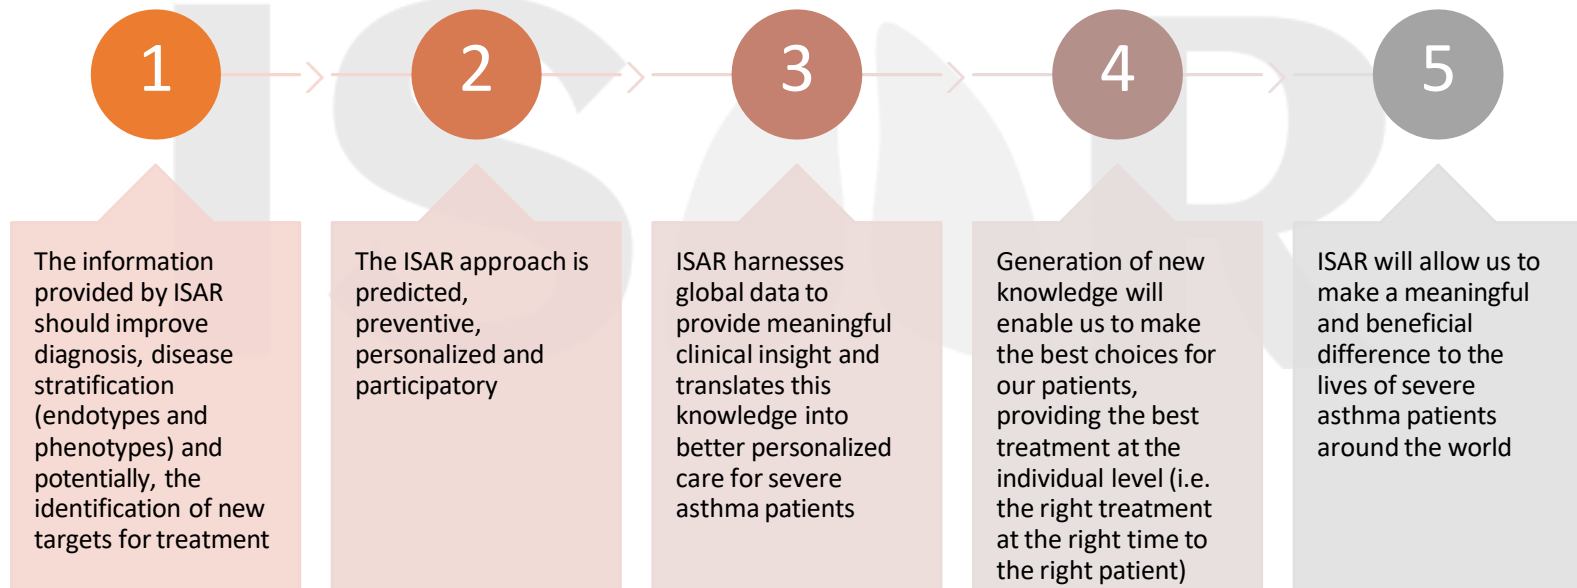 ISAR
1
2
3
4
5
The information
provided by ISAR
should improve
diagnosis, disease
stratification
(endotypes and
phenotypes) and
potentially, the
identification of new
targets for treatment
The ISAR approach is
predicted,
preventive,
personalized and
participatory
ISAR harnesses
global data to
provide meaningful
clinical insight and
translates this
knowledge into
better personalized
care for severe
asthma patients
Generation of new
knowledge will
enable us to make
the best choices for
our patients,
providing the best
treatment at the
individual level (i.e.
the right treatment
at the right time to
the right patient)
ISAR will allow us to
make a meaningful
and beneficial
difference to the
lives of severe
asthma patients
around the world